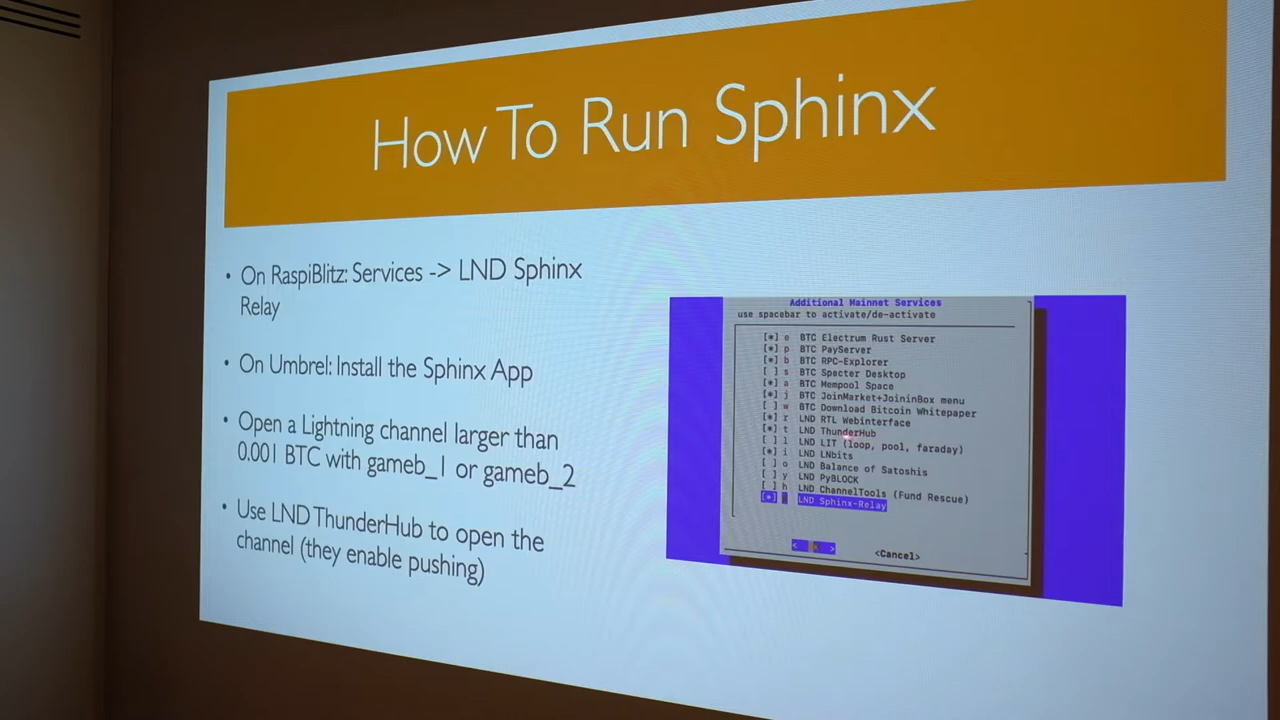 How To Run Sphinx
• On RaspiBlitz: Services -> LND Sphinx
Relay
• On Umbrel: Install the Sphinx App
• Open a Lightning channel larger than
0.001 BTC with gameb_1 or gameb_2
• Use LND ThunderHub to open the
channel (they enable pushing)
Additional Mainnet Services
use spacebar to activate/de-activate
[*] e BTC Electrum Rust Server
[*] p BTC PayServer
[*] b BTC RPC-Explorer
[ ] s BTC Specter Desktop
[*] a BTC Mempool Space
[*] j BTC JoinMarket+JoininBox menu
[ ] w BTC Download Bitcoin Whitepaper
[*] r LND RTL Webinterface
[*] t LND ThunderHub
[ ] l LND LIT (loop, pool, faraday)
[*] i LND LNbits
[ ] o LND Balance of Satoshis
[ ] y LND PyBLOCK
[ ] h LND ChannelTools (Fund Rescue)
[*] LND Sphinx-Relay
< > <Cancel>